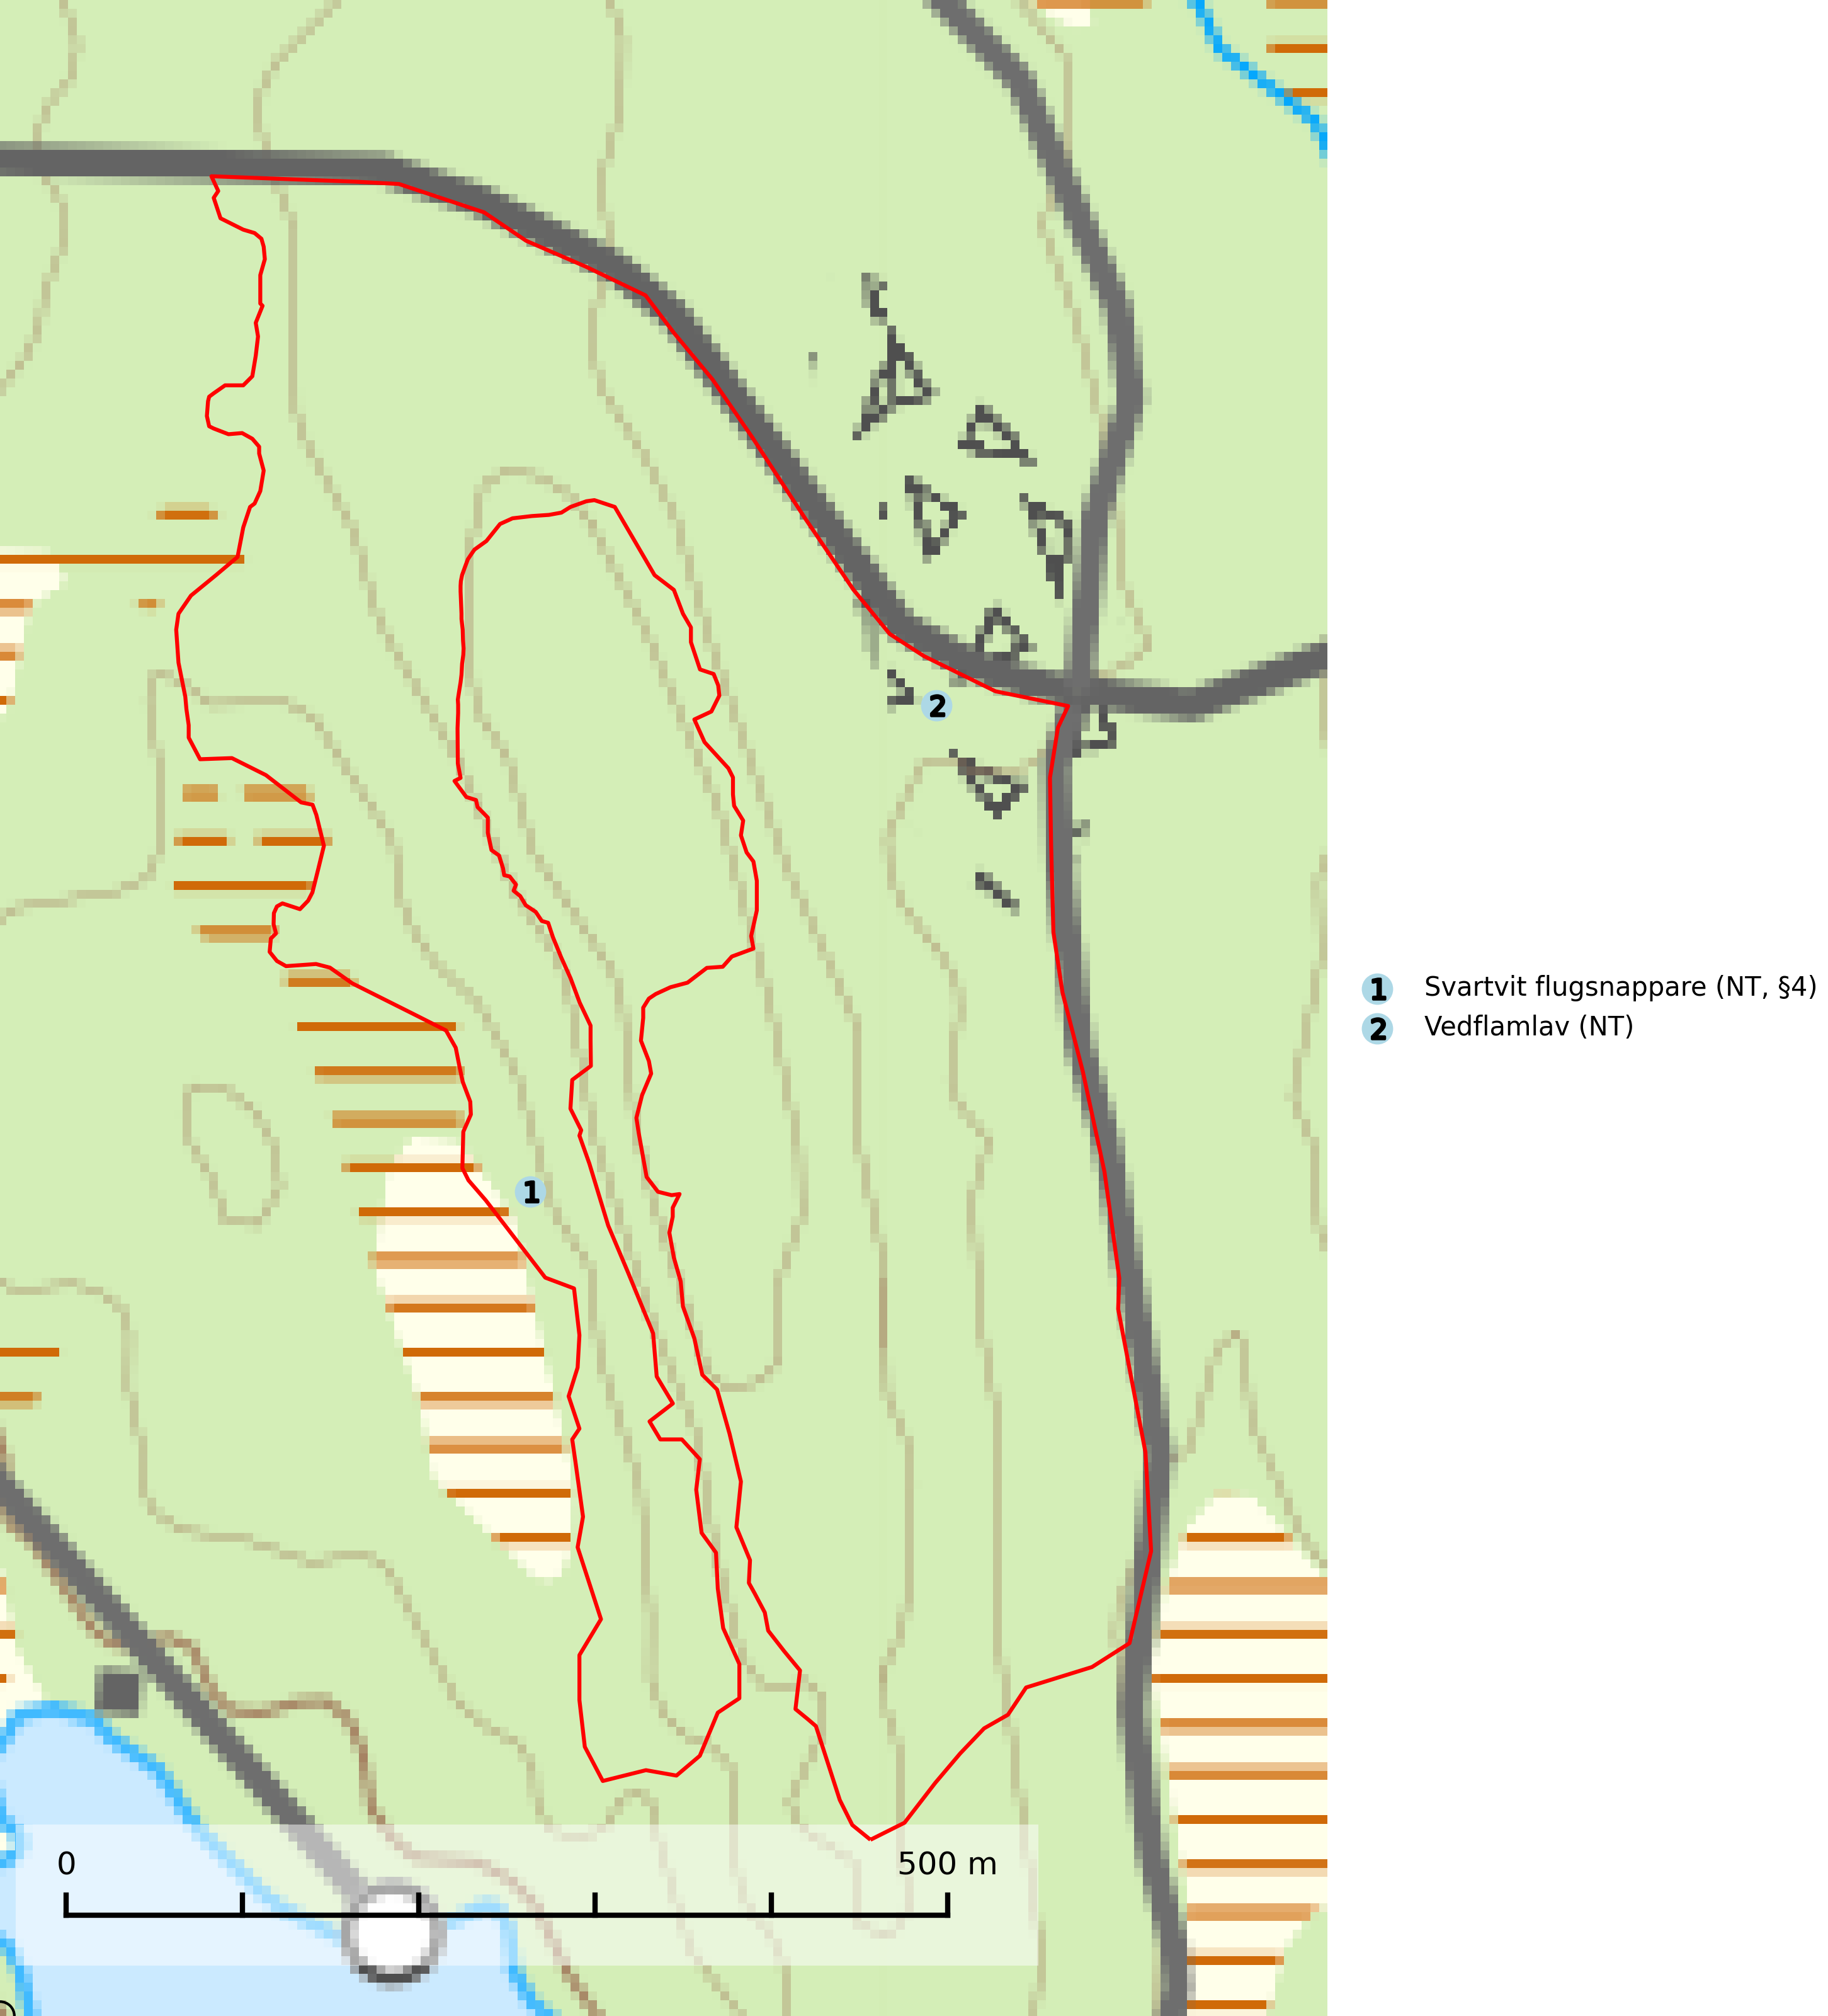 2
1
1 Svartvit flugsnappare (NT, §4)
2 Vedflamlav (NT)
0 500 m